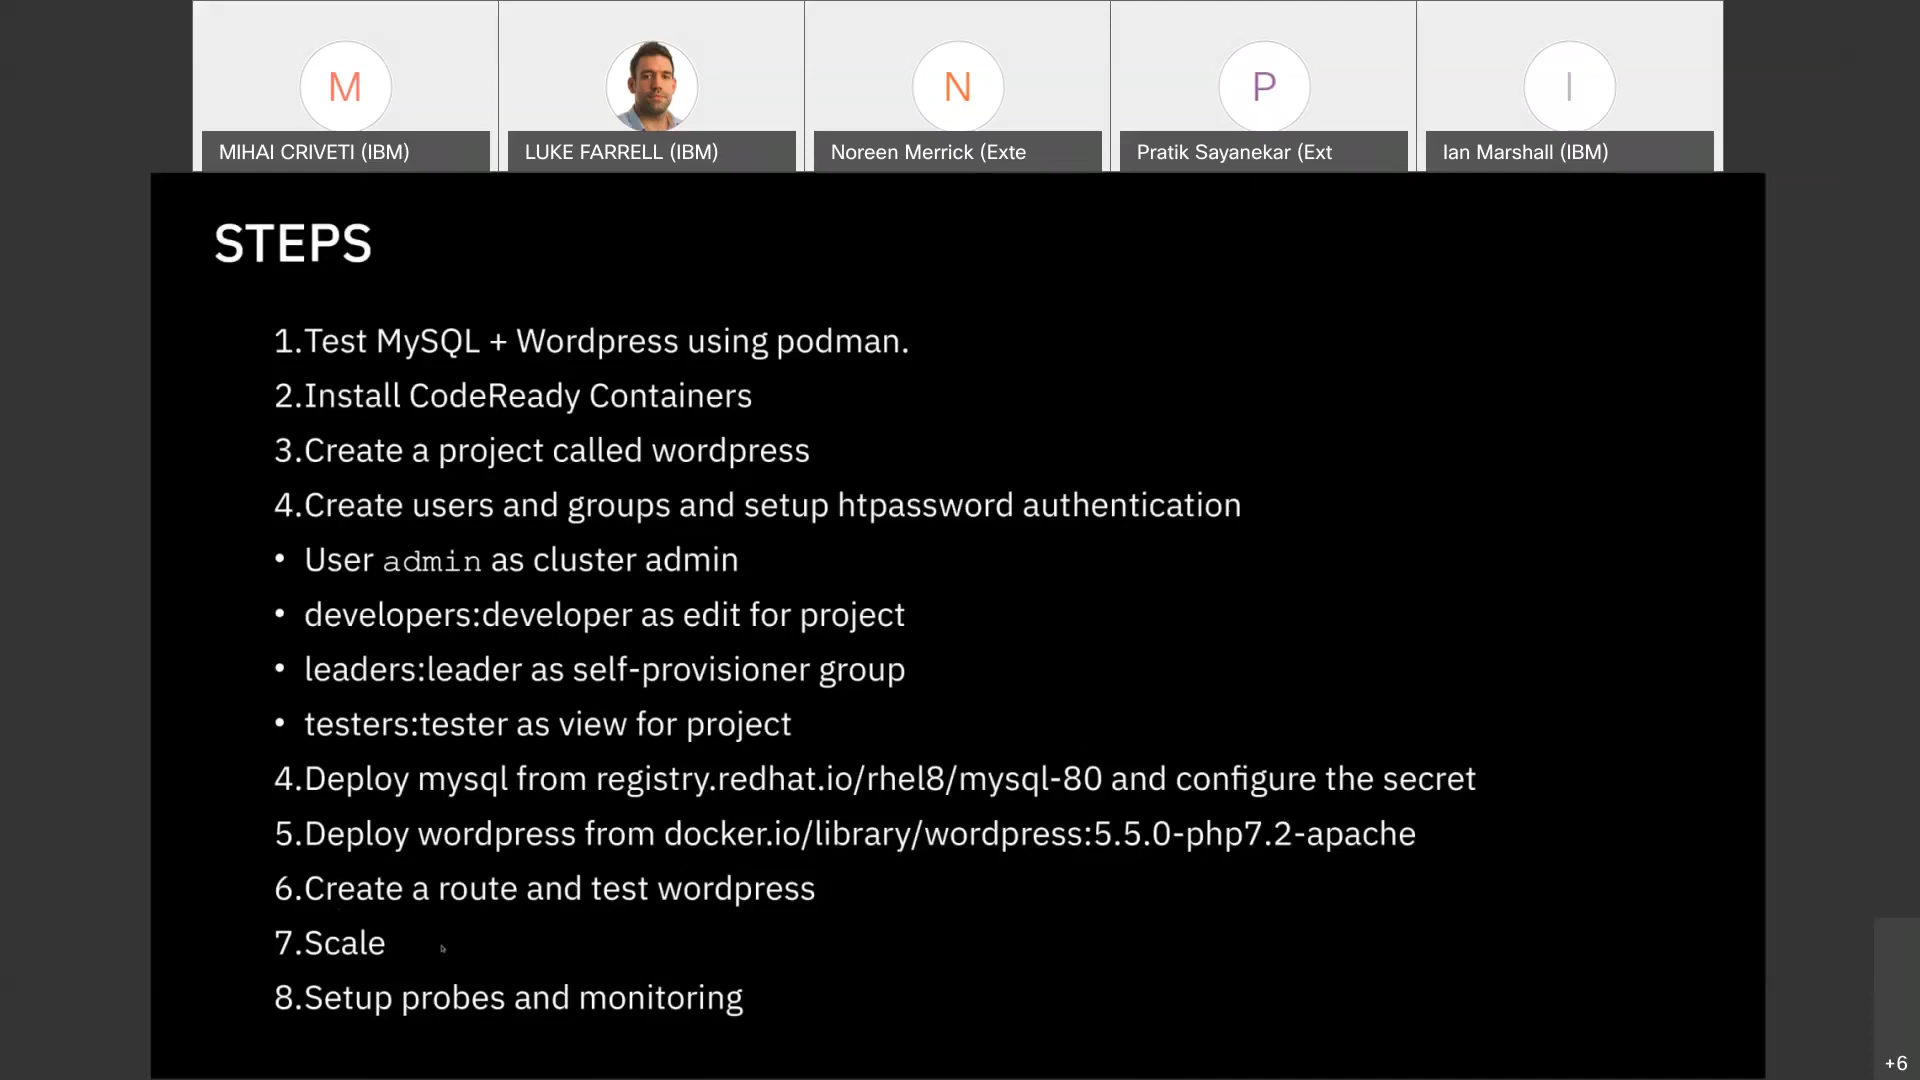 M
N
P
I
MIHAI CRIVETI (IBM)
LUKE FARRELL (IBM)
Noreen Merrick (Exte
Pratik Sayanekar (Ext
Ian Marshall (IBM)
STEPS
1.Test MySQL + Wordpress using podman.
2.Install CodeReady Containers
3.Create a project called wordpress
4.Create users and groups and setup htpassword authentication
• User admin as cluster admin
• developers:developer as edit for project
• leaders:leader as self-provisioner group
• testers:tester as view for project
4.Deploy mysql from registry.redhat.io/rhel8/mysql-80 and configure the secret
5.Deploy wordpress from docker.io/library/wordpress:5.5.0-php7.2-apache
6.Create a route and test wordpress
7.Scale
8.Setup probes and monitoring
+6